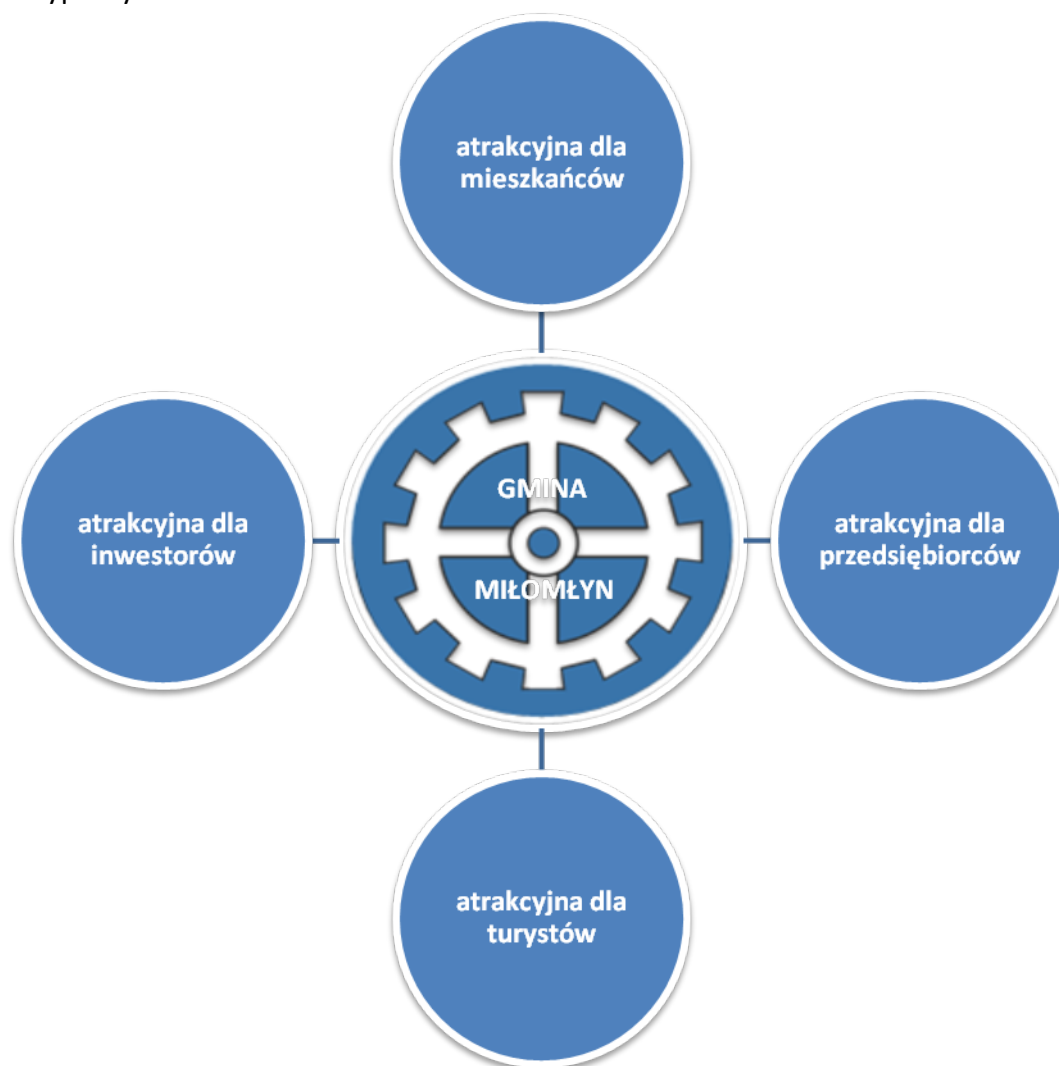 atrakcyjna dla
mieszkańców
atrakcyjna dla
inwestorów
GMINA
MIŁOMŁYN
atrakcyjna dla
przedsiębiorców
atrakcyjna dla
turystów